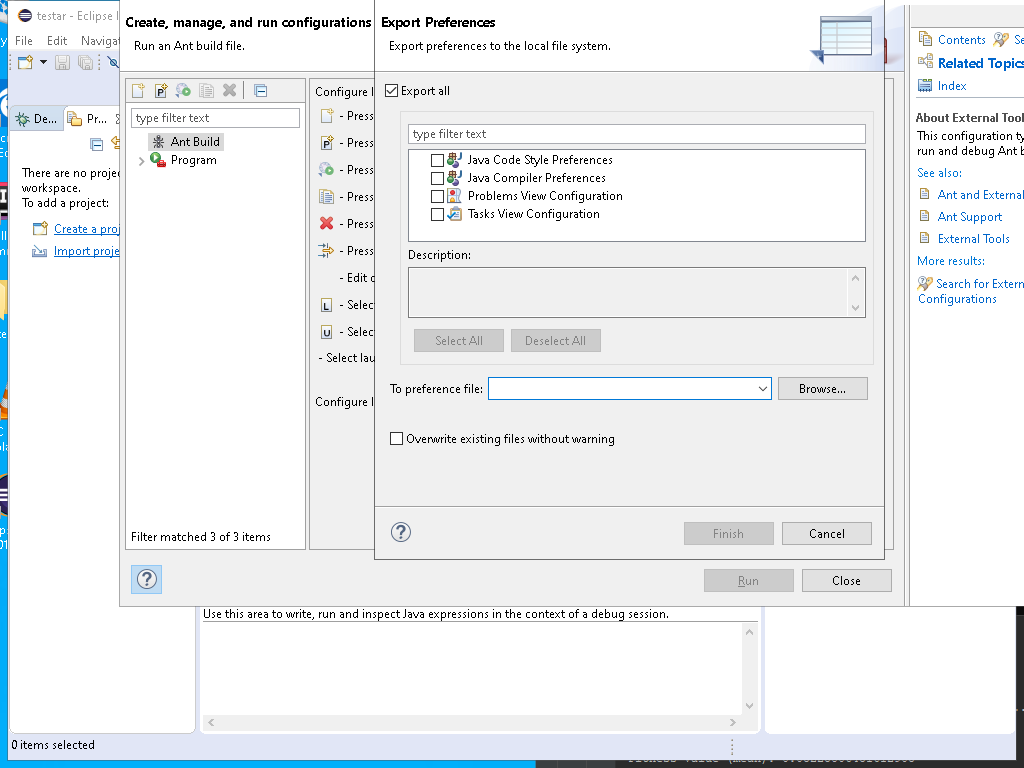 testar - Eclipse I
File Edit Navigat
De...
Pr...
There are no projec
workspace.
To add a project:
Create a proj
Import proje
0 items selected
Create, manage, and run configurations
Run an Ant build file.
type filter text
Ant Build
Program
Filter matched 3 of 3 items
Configure l
- Press
- Press
- Press
- Press
- Press
- Press
- Edit c
L - Selec
U - Selec
- Select lau
Configure l
Run
Close
Export Preferences
Export preferences to the local file system.
Export all
type filter text
Java Code Style Preferences
Java Compiler Preferences
Problems View Configuration
Tasks View Configuration
Description:
Select All
Deselect All
To preference file:
Browse...
Overwrite existing files without warning
Finish
Cancel
Contents
Se
Related Topics
Index
About External Tool
This configuration ty
run and debug Ant b
See also:
Ant and External
Ant Support
External Tools
More results:
Search for Extern
Configurations
Use this area to write, run and inspect Java expressions in the context of a debug session.